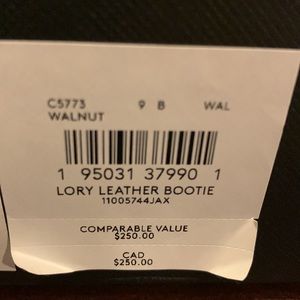 C5773 9 B WAL
WALNUT
1 95031 37990 1
LORY LEATHER BOOTIE
11005744JAX
COMPARABLE VALUE
$250.00
CAD
$250.00